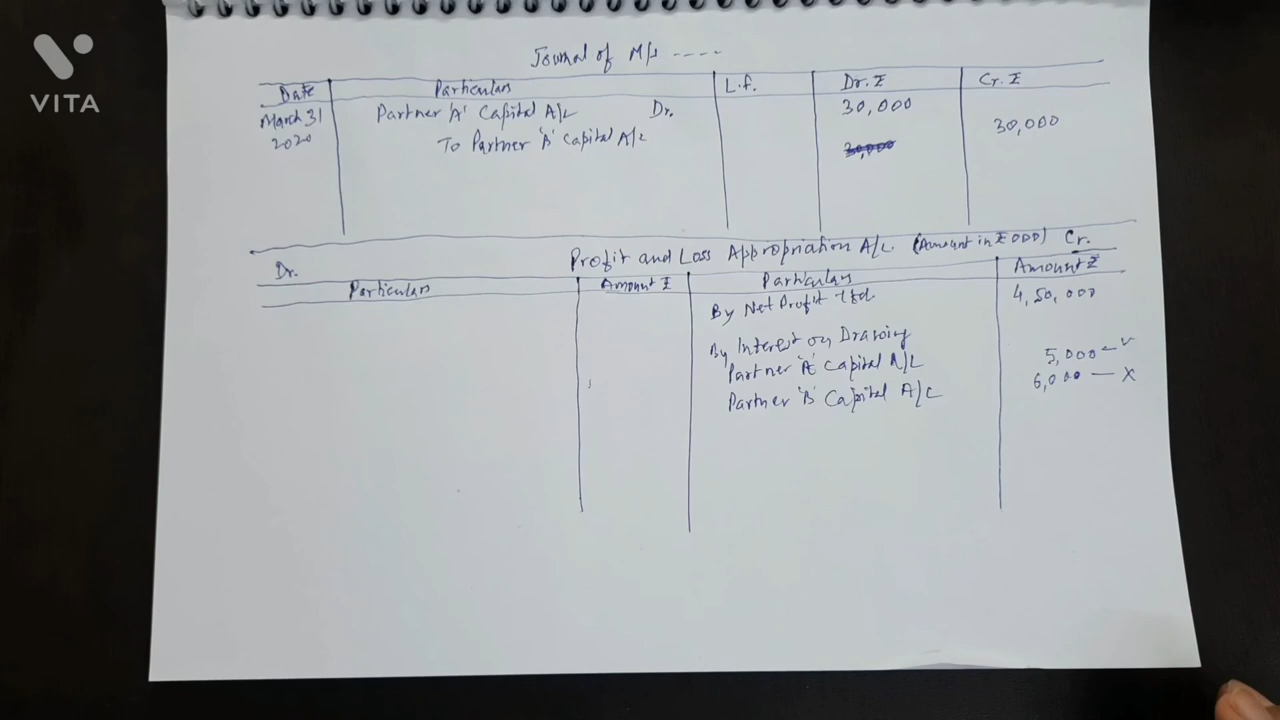 VITA
Journal of M/s ----
Date Particulars L.f. Dr. ₹ Cr. ₹
March 31 Partner 'A' Capital A/c Dr. 30,000
2020 To Partner 'B' Capital A/c 30,000
30,000
Profit and Loss Appropriation A/c. (Amount in ₹ 000) Cr.
Dr.
Particulars Amount ₹ Particulars Amount ₹
By Net Profit 4,50,000
By Interest on Drawing
Partner 'A' Capital A/c 5,000
Partner 'B' Capital A/c 6,000 — X